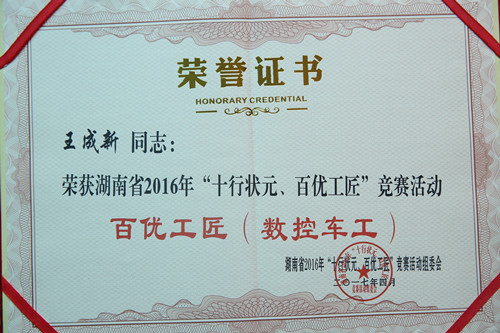 荣誉证书
HONORARY CREDENTIAL
王成新 同志：
荣获湖南省2016年“十行状元、百优工匠”竞赛活动
百优工匠（数控车工）
湖南省2016年“十行状元、百优工匠”竞赛活动组委会
二〇一七年四月